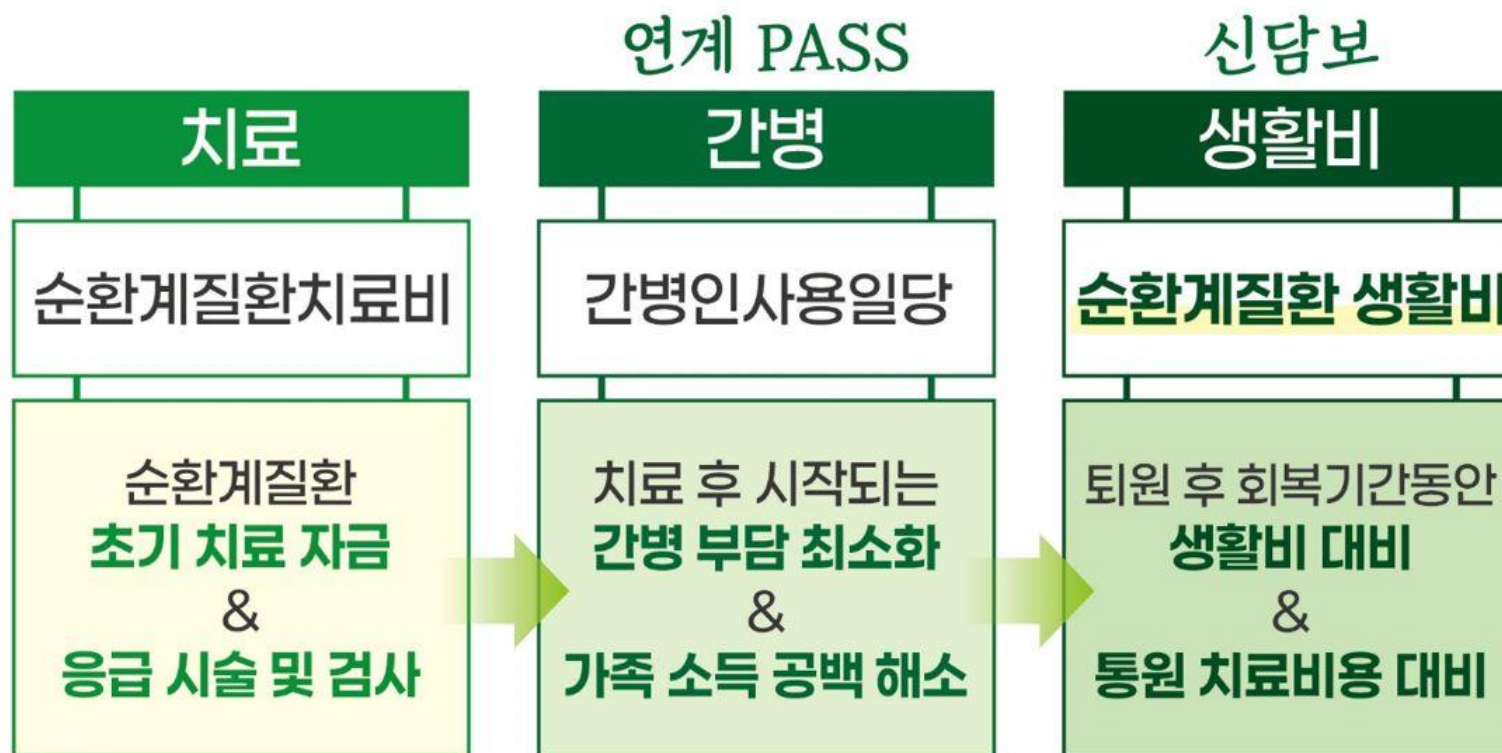 연계 PASS
신담보
치료
간병
생활비
순환계질환치료비
간병인사용일당
순환계질환 생활비
순환계질환
초기 치료 자금
&
응급 시술 및 검사
치료 후 시작되는
간병 부담 최소화
&
가족 소득 공백 해소
퇴원 후 회복기간동안
생활비 대비
&
통원 치료비용 대비